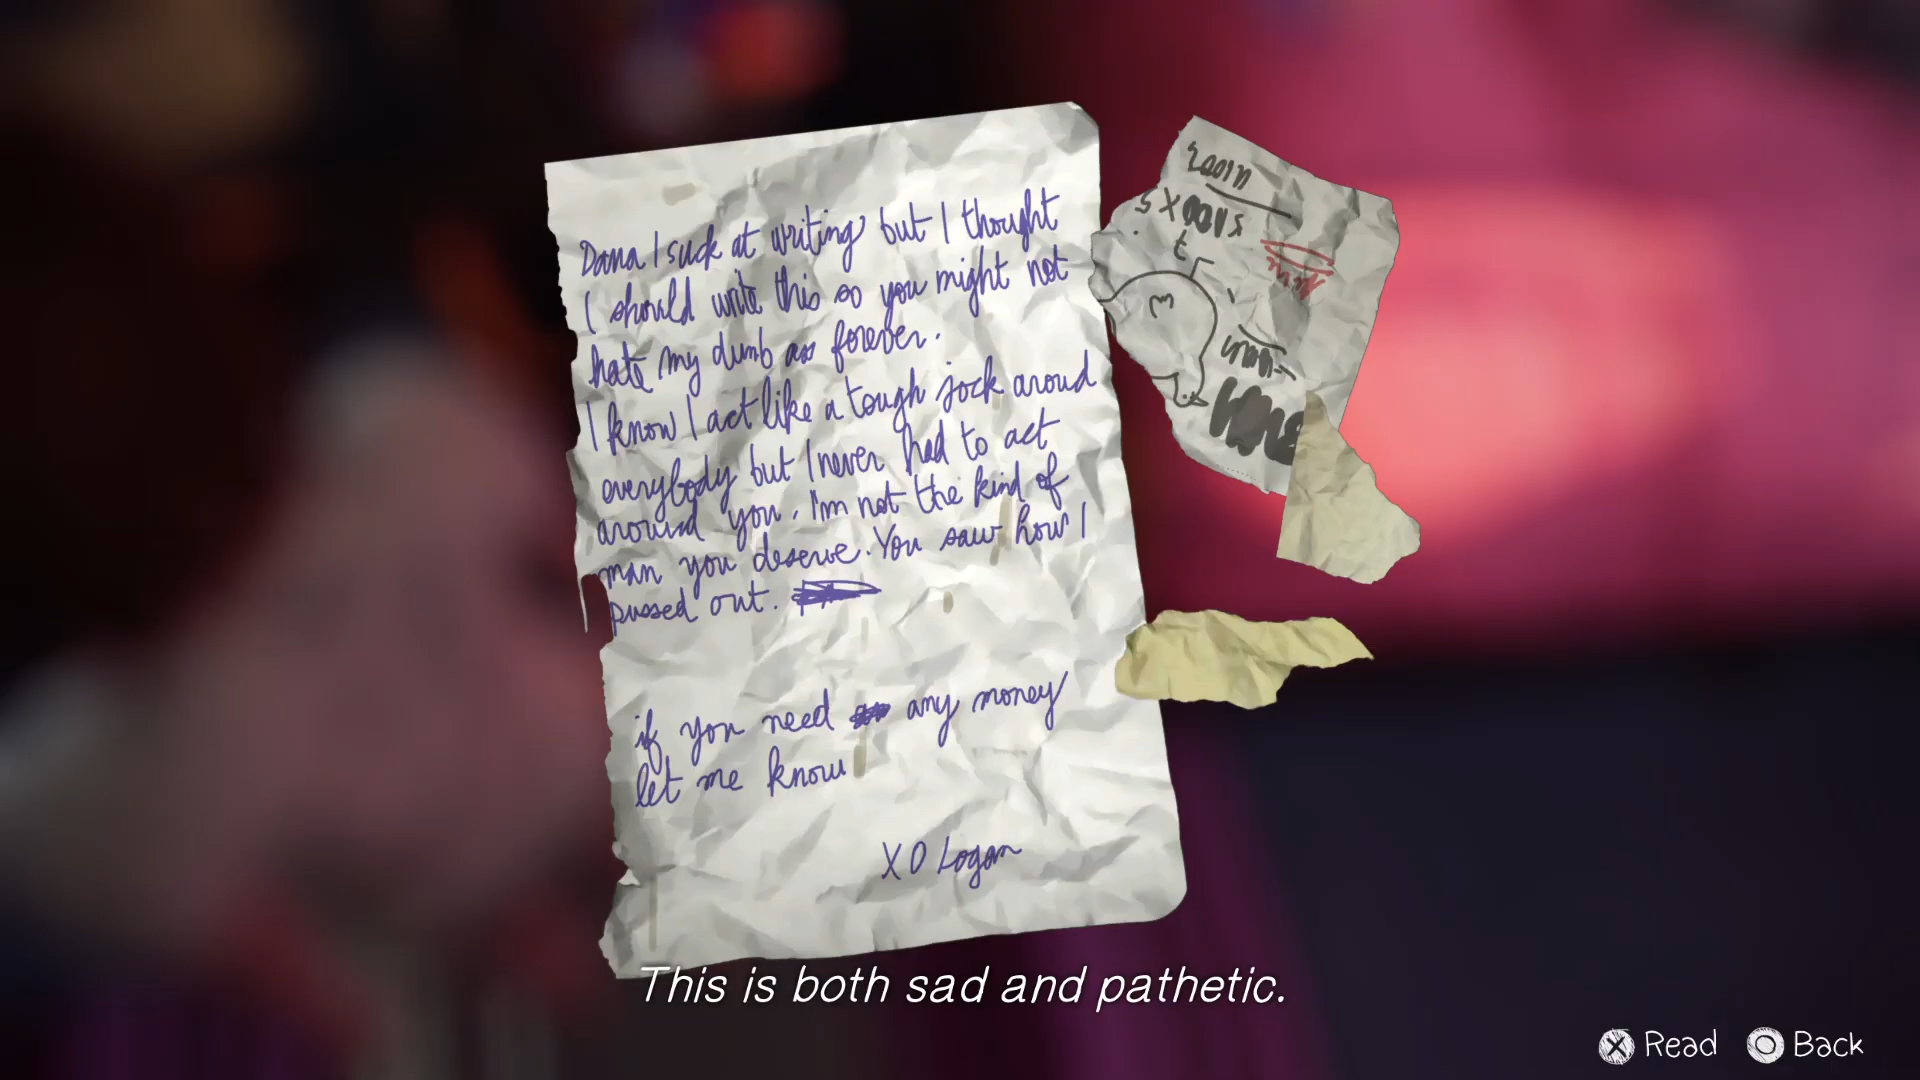 Dana I suck at writing but I thought
I should write this so you might not
hate my dumb ass forever.
I know I act like a tough jock aroud
everybody but I never had to act
around you. I'm not the kind of
man you deserve. You saw how I
pussed out.
if you need any money
let me know
XO Logan
This is both sad and pathetic.
Read Back